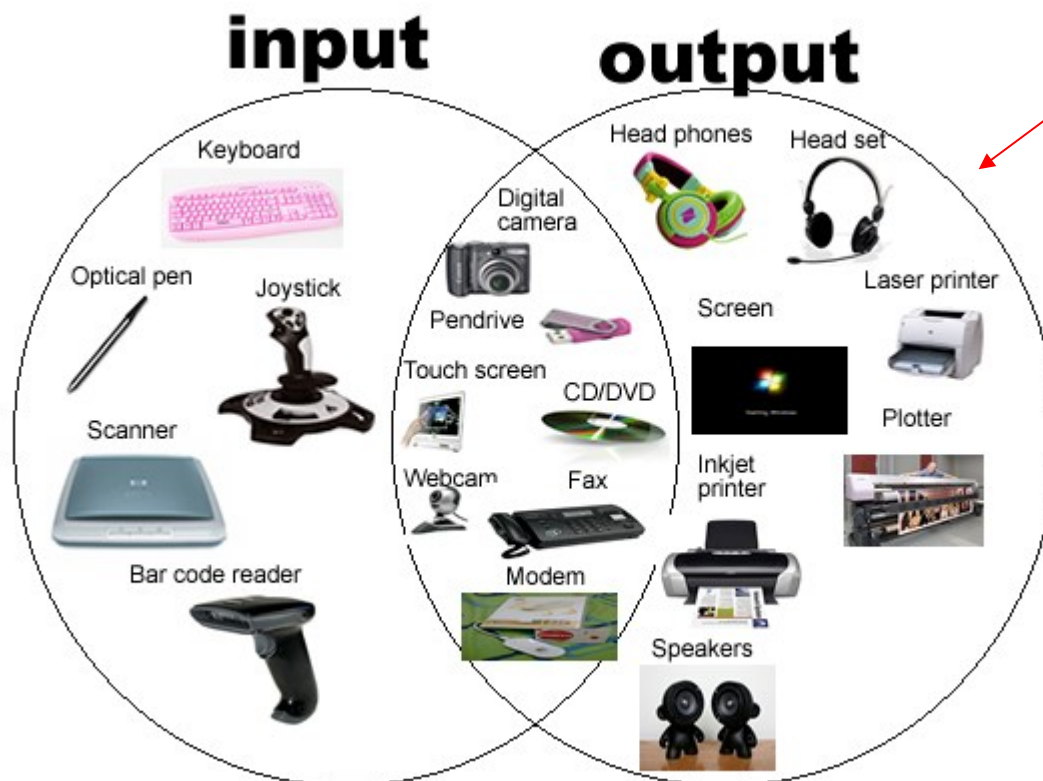 input
output
Keyboard
Head phones
Head set
Digital
camera
Optical pen
Joystick
Laser printer
Pendrive
Screen
Touch screen
CD/DVD
Scanner
Plotter
Webcam
Fax
Inkjet
printer
Bar code reader
Modem
Speakers